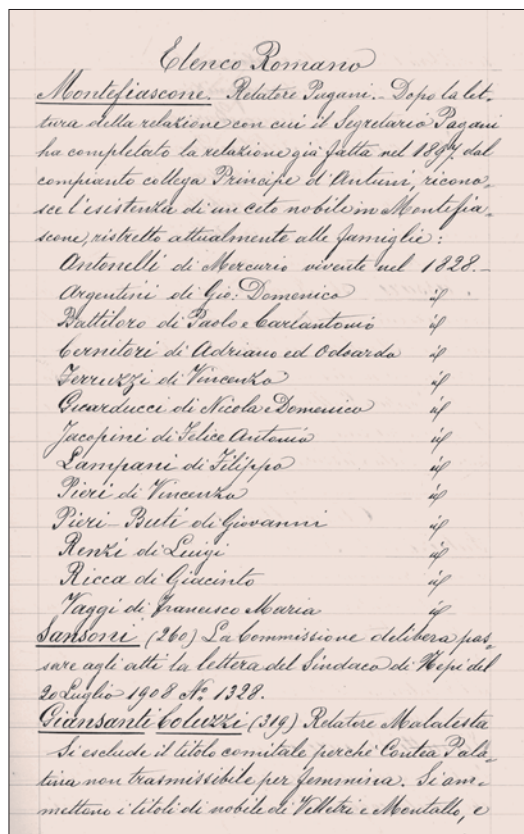 Elenco Romano
Montefiascone. Relatore Pagani. - Dopo la let-
tura della relazione con cui il Segretario Pagani
ha completato la relazione già fatta nel 1897 dal
compianto collega Principe d'Antuni, ricono-
sce l'esistenza di un ceto nobile in Montefia-
scone, ristretto attualmente alle famiglie:
Antonelli di Mercurio vivente nel 1828. -
Argentini di Gio: Domenico id
Battiloro di Paolo e Carlantonio id
Cernitori di Adriano ed Odoardo id
Ferruzzi di Vincenzo id
Guarducci di Nicola e Domenico id
Jacopini di Felice Antonio id
Lampani di Filippo id
Pieri di Vincenzo id
Pieri-Buti di Giovanni id
Renzi di Luigi id
Ricca di Giacinto id
Vaggi di Francesco Maria id
Sansoni (260) La Commissione delibera pas-
sare agli atti la lettera del Sindaco di Nepi del
20 Luglio 1908 N.° 1328.
Giansanti Coluzzi (319) Relatore Malatesta
Si esclude il titolo comitale perché Contea Pala-
tina non trasmissibile per femmina. Si am-
mettono i titoli di nobile di Velletri e Montalto, e